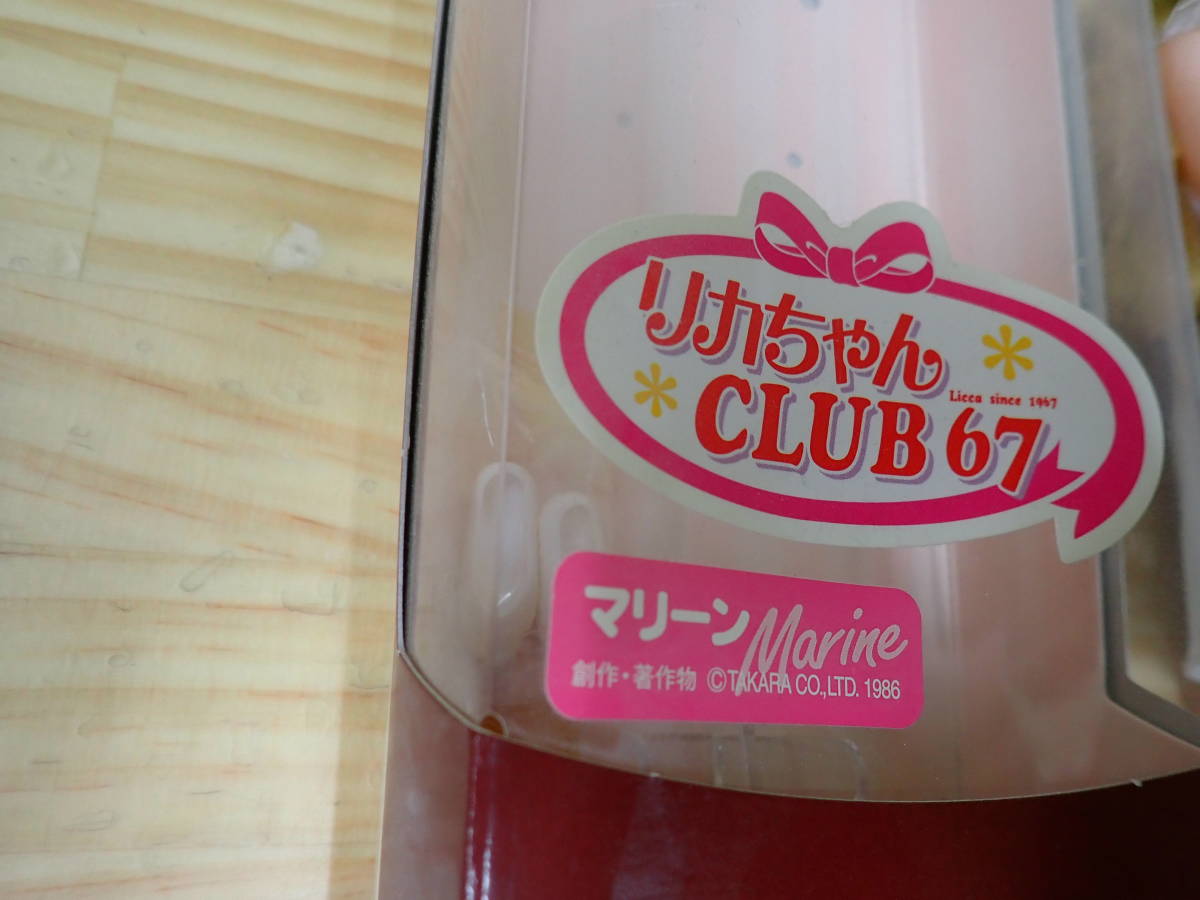 リカちゃん
Licca since 1967
CLUB 67
マリーン Marine
創作・著作物 ©TAKARA CO.,LTD. 1986